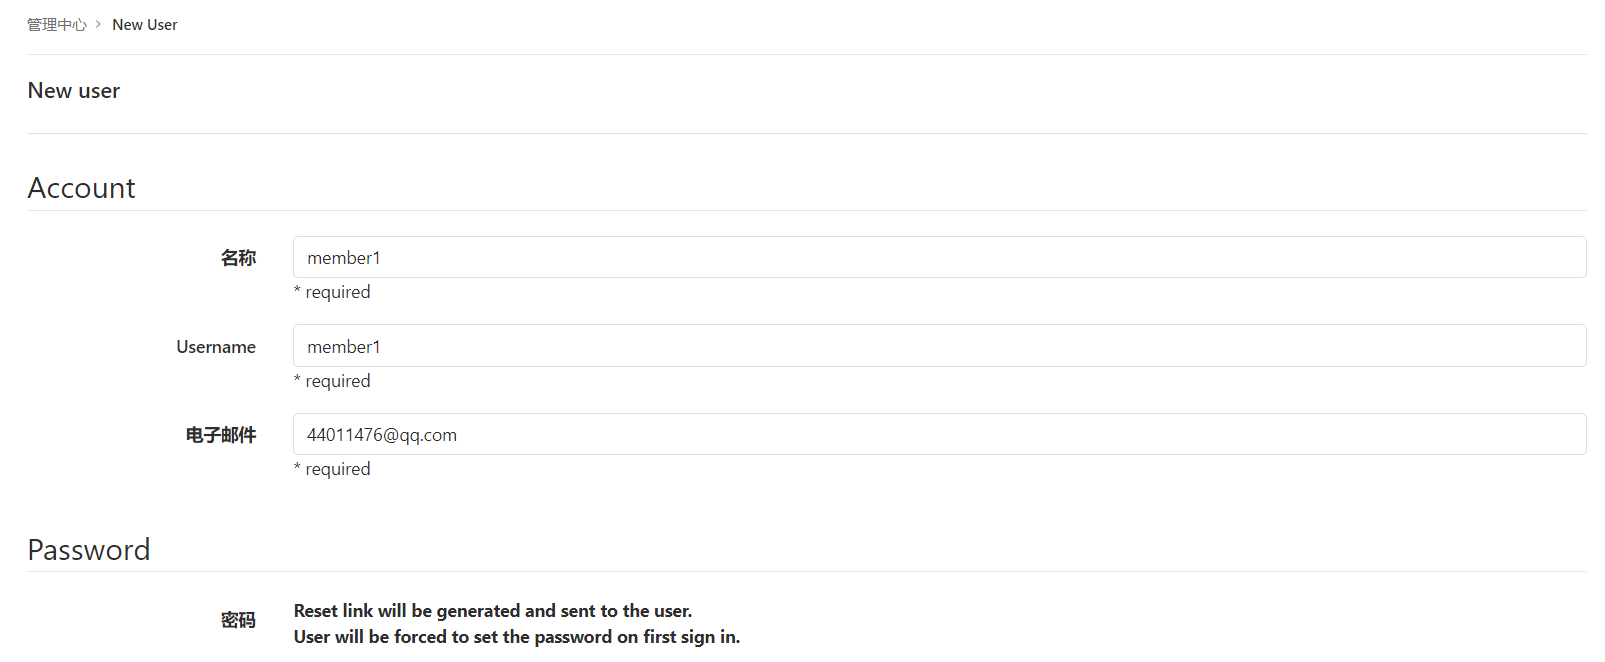 管理中心 > New User
New user
Account
名称 member1
* required
Username member1
* required
电子邮件 44011476@qq.com
* required
Password
密码 Reset link will be generated and sent to the user.
User will be forced to set the password on first sign in.